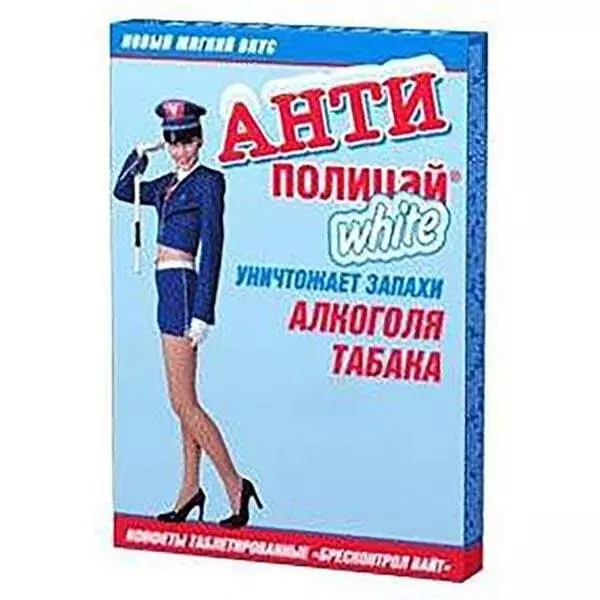 НОВЫЙ МЯГКИЙ ВКУС
АНТИ
ПОЛИЦАЙ®
white
УНИЧТОЖАЕТ ЗАПАХИ
АЛКОГОЛЯ
ТАБАКА
КОНФЕТЫ ТАБЛЕТИРОВАННЫЕ «БРЕСКОНТРОЛ ВАЙТ»